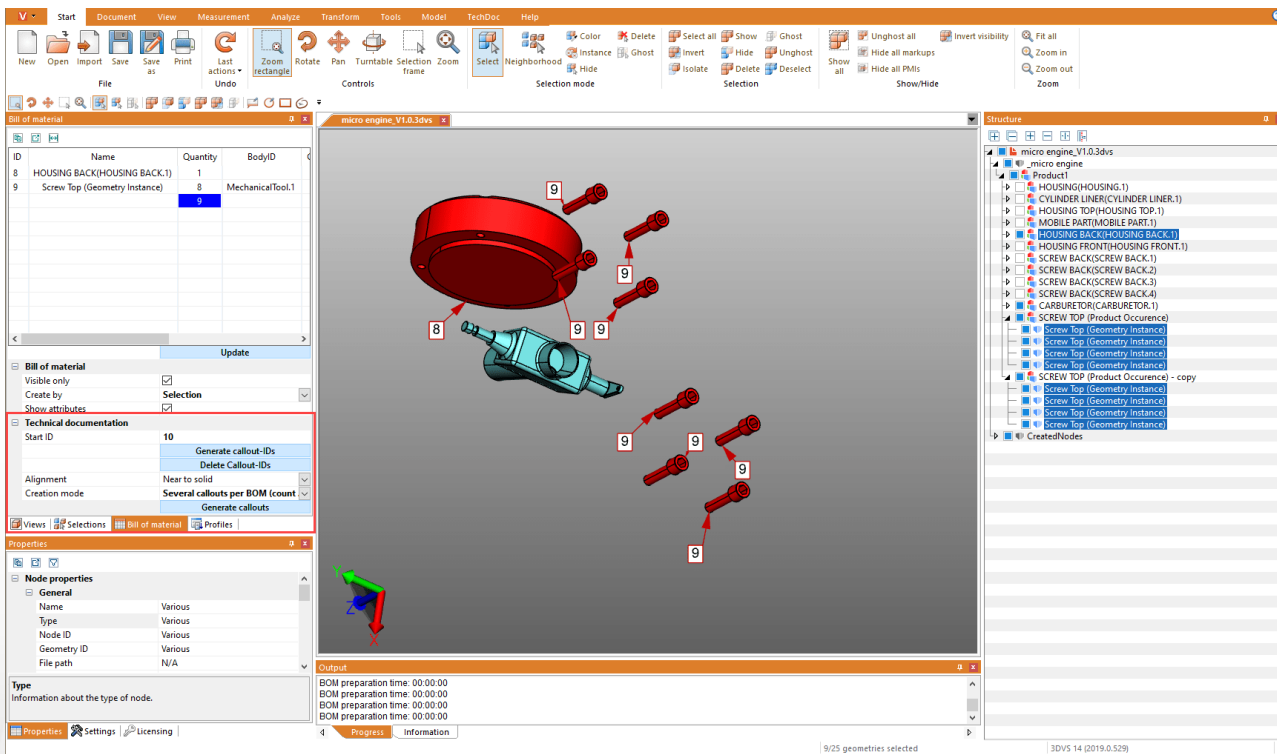 V Start Document View Measurement Analyze Transform Tools Model TechDoc Help
New Open Import Save Save as Print
File
Last actions
Undo
Zoom rectangle Rotate Pan Turntable Selection frame Zoom
Controls
Select Neighborhood
Color Delete
Instance Ghost
Hide
Selection mode
Select all Show Ghost
Invert Hide Unghost
Isolate Delete Deselect
Selection
Show all
Unghost all Invert visibility
Hide all markups
Hide all PMIs
Show/Hide
Fit all
Zoom in
Zoom out
Zoom
Bill of material
ID Name Quantity BodyID
8 HOUSING BACK(HOUSING BACK.1) 1
9 Screw Top (Geometry Instance) 8 MechanicalTool.1
9
Update
Bill of material
Visible only
Create by Selection
Show attributes
Technical documentation
Start ID 10
Generate callout-IDs
Delete Callout-IDs
Alignment Near to solid
Creation mode Several callouts per BOM (count
Generate callouts
Views Selections Bill of material Profiles
Properties
Node properties
General
Name Various
Type Various
Node ID Various
Geometry ID Various
File path N/A
Type
Information about the type of node.
Properties Settings Licensing
micro engine_V1.0.3dvs
9
9
9
9
8
9
9
9
9
9
Y
Z
X
Output
BOM preparation time: 00:00:00
BOM preparation time: 00:00:00
BOM preparation time: 00:00:00
BOM preparation time: 00:00:00
Progress Information
Structure
micro engine_V1.0.3dvs
_micro engine
Product1
HOUSING(HOUSING.1)
CYLINDER LINER(CYLINDER LINER.1)
HOUSING TOP(HOUSING TOP.1)
MOBILE PART(MOBILE PART.1)
HOUSING BACK(HOUSING BACK.1)
HOUSING FRONT(HOUSING FRONT.1)
SCREW BACK(SCREW BACK.1)
SCREW BACK(SCREW BACK.2)
SCREW BACK(SCREW BACK.3)
SCREW BACK(SCREW BACK.4)
CARBURETOR(CARBURETOR.1)
SCREW TOP (Product Occurence)
Screw Top (Geometry Instance)
Screw Top (Geometry Instance)
Screw Top (Geometry Instance)
Screw Top (Geometry Instance)
SCREW TOP (Product Occurence) - copy
Screw Top (Geometry Instance)
Screw Top (Geometry Instance)
Screw Top (Geometry Instance)
Screw Top (Geometry Instance)
CreatedNodes
9/25 geometries selected
3DVS 14 (2019.0.529)